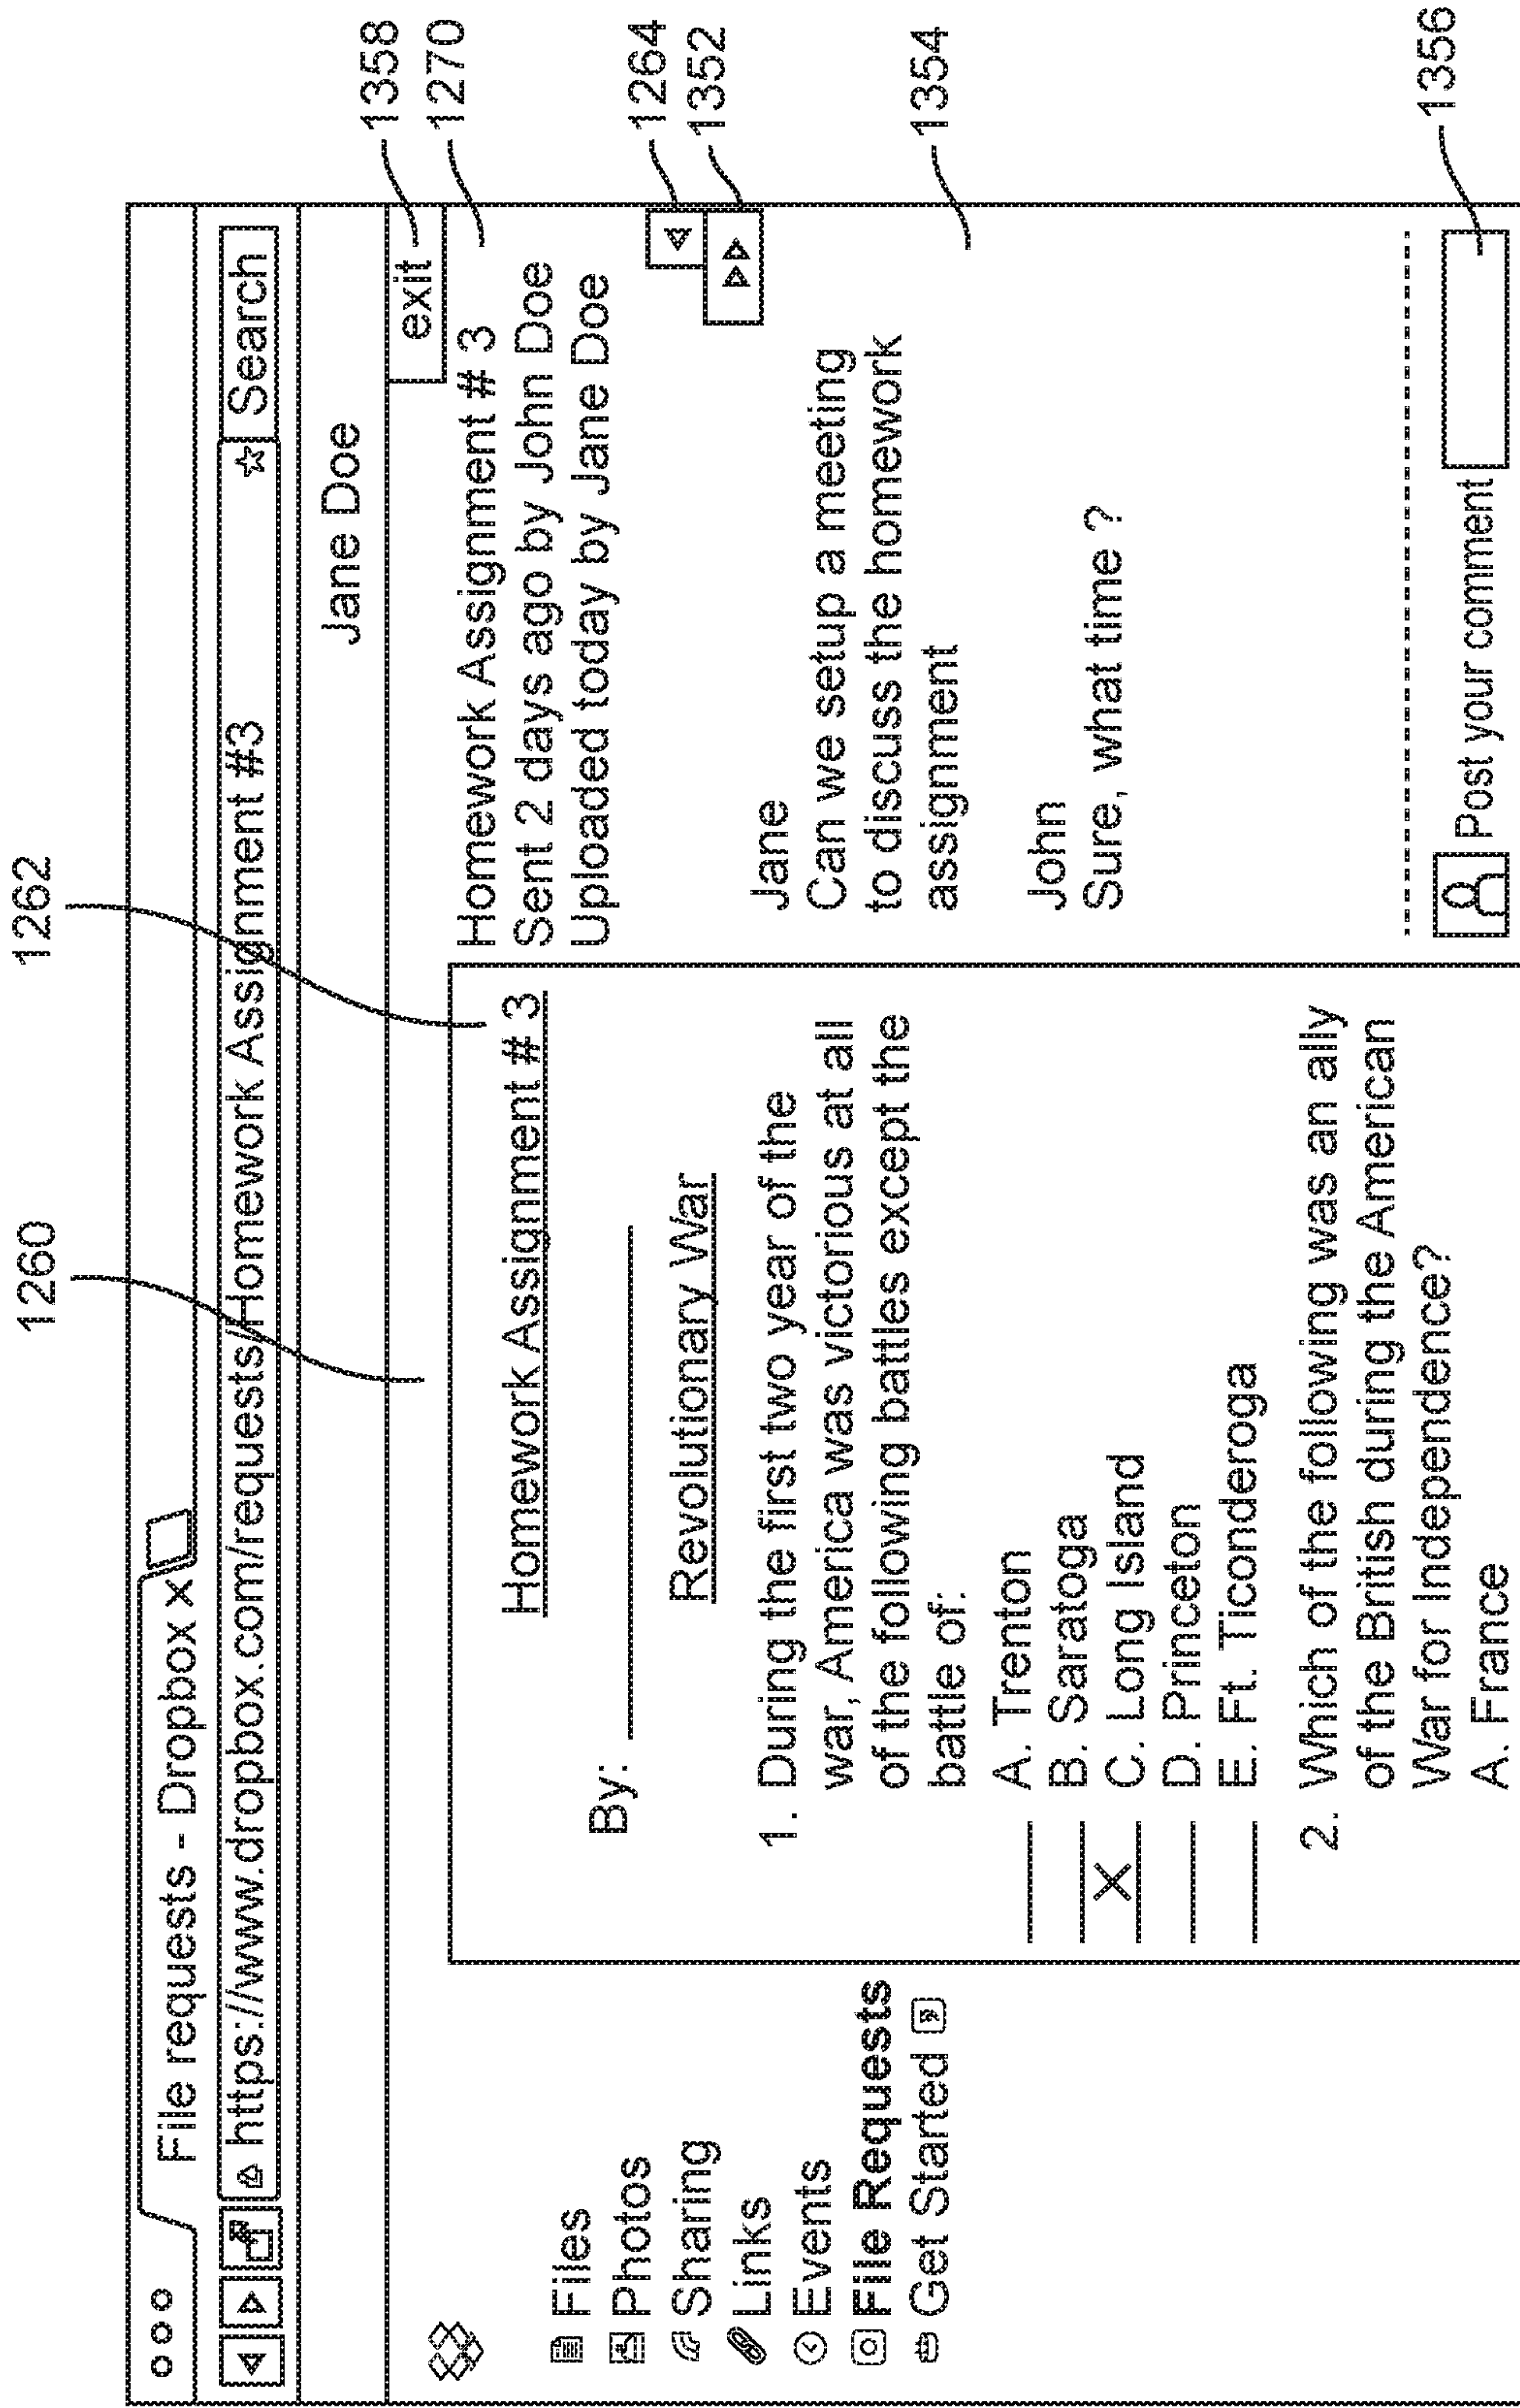 1260
1262
File requests - Dropbox x
https://www.dropbox.com/requests/Homework Assignment #3
Search
Jane Doe
exit
1358
1270
1264
1352
1354
1356
Files
Photos
Sharing
Links
Events
File Requests
Get Started
Homework Assignment # 3
By:
Revolutionary War
1. During the first two year of the
war, America was victorious at all
of the following battles except the
battle of:
A. Trenton
B. Saratoga
X C. Long Island
D. Princeton
E. Ft. Ticonderoga
2. Which of the following was an ally
of the British during the American
War for Independence?
A. France
Homework Assignment # 3
Sent 2 days ago by John Doe
Uploaded today by Jane Doe
Jane
Can we setup a meeting
to discuss the homework
assignment
John
Sure, what time ?
Post your comment